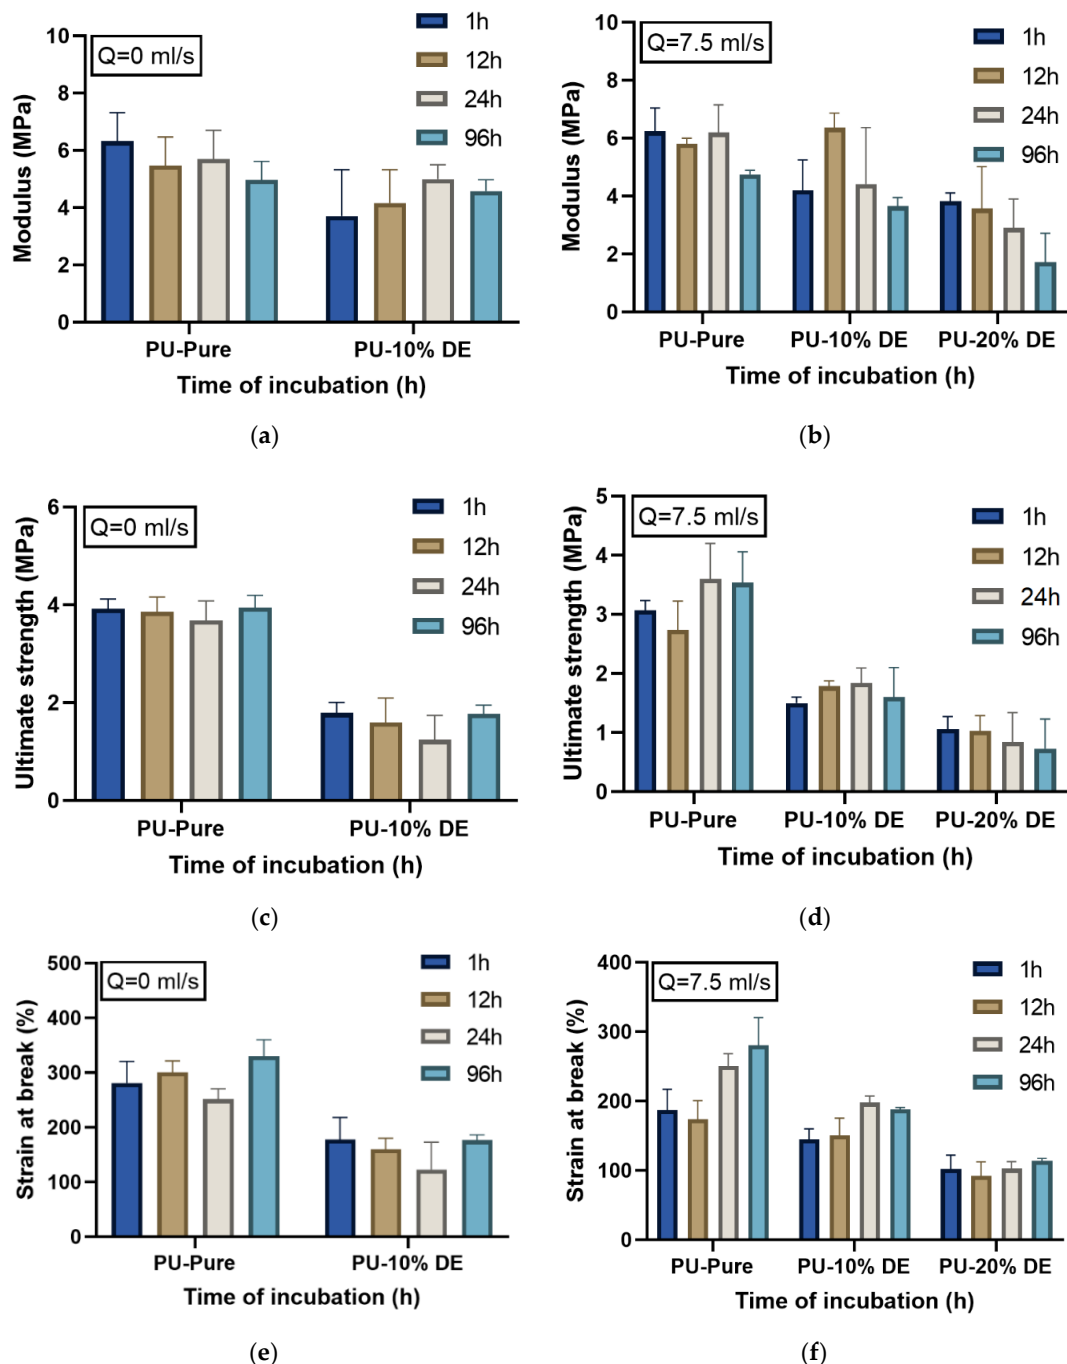 10
8
6
4
2
0
Modulus (MPa)
Q=0 ml/s
1h
12h
24h
96h
PU-Pure
PU-10% DE
Time of incubation (h)
(a)
10
8
6
4
2
0
Modulus (MPa)
Q=7.5 ml/s
1h
12h
24h
96h
PU-Pure
PU-10% DE
PU-20% DE
Time of incubation (h)
(b)
6
4
2
0
Ultimate strength (MPa)
Q=0 ml/s
1h
12h
24h
96h
PU-Pure
PU-10% DE
Time of incubation (h)
(c)
5
4
3
2
1
0
Ultimate strength (MPa)
Q=7.5 ml/s
1h
12h
24h
96h
PU-Pure
PU-10% DE
PU-20% DE
Time of incubation (h)
(d)
500
400
300
200
100
0
Strain at break (%)
Q=0 ml/s
1h
12h
24h
96h
PU-Pure
PU-10% DE
Time of incubation (h)
(e)
400
300
200
100
0
Strain at break (%)
Q=7.5 ml/s
1h
12h
24h
96h
PU-Pure
PU-10% DE
PU-20% DE
Time of incubation (h)
(f)